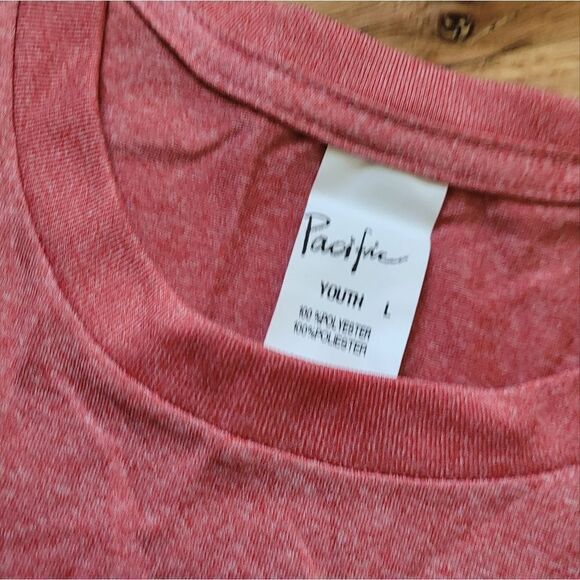 Pacific
YOUTH L
100 %POLYESTER
100%POLIESTER